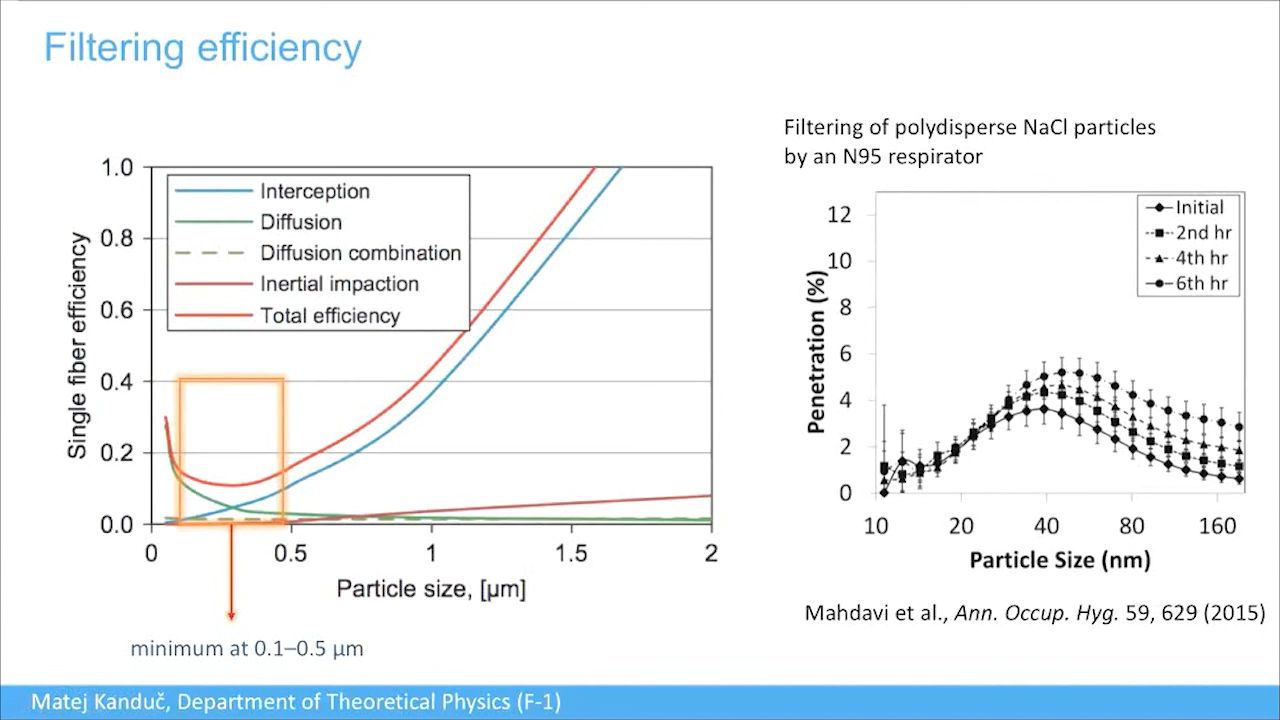 Filtering efficiency
1.0
0.8
0.6
0.4
0.2
0.0
Single fiber efficiency
Interception
Diffusion
Diffusion combination
Inertial impaction
Total efficiency
0
0.5
1
1.5
2
Particle size, [µm]
minimum at 0.1–0.5 µm
Filtering of polydisperse NaCl particles
by an N95 respirator
12
10
8
6
4
2
0
Penetration (%)
Initial
2nd hr
4th hr
6th hr
10
20
40
80
160
Particle Size (nm)
Mahdavi et al., Ann. Occup. Hyg. 59, 629 (2015)
Matej Kanduč, Department of Theoretical Physics (F-1)